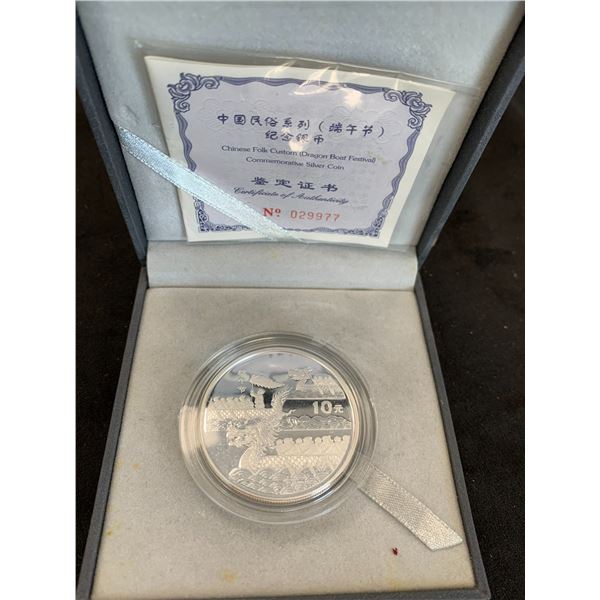 中国民俗系列（端午节）
纪念银币
Chinese Folk Custom (Dragon Boat Festival)
Commemorative Silver Coin
鉴定证书
Certificate of Authenticity
Nº 029977
10元